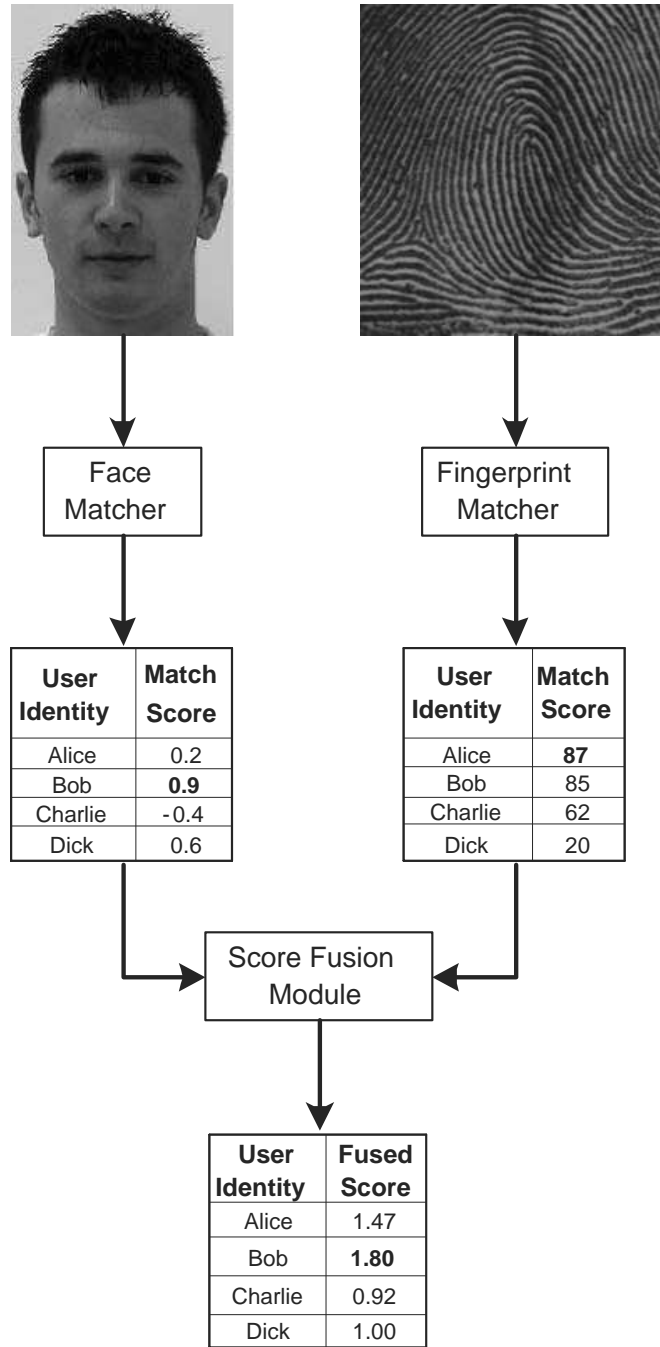 Face
Matcher
Fingerprint
Matcher
User Identity Match Score
Alice 0.2
Bob 0.9
Charlie -0.4
Dick 0.6
User Identity Match Score
Alice 87
Bob 85
Charlie 62
Dick 20
Score Fusion
Module
User Identity Fused Score
Alice 1.47
Bob 1.80
Charlie 0.92
Dick 1.00